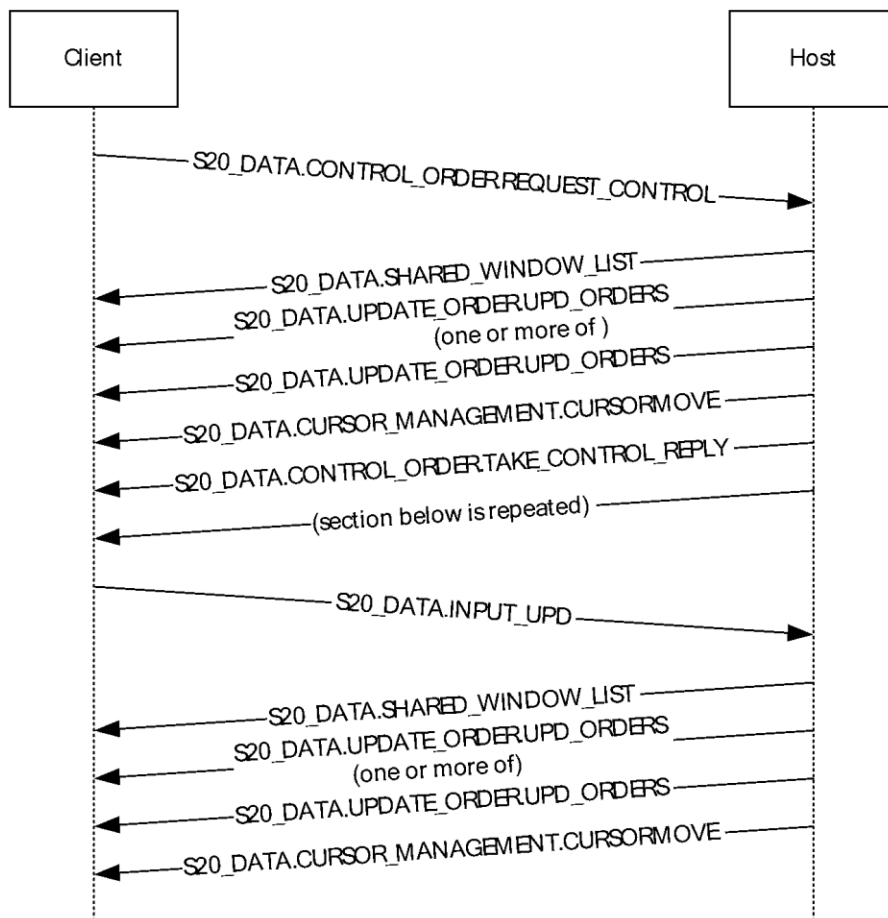 Client
Host
S20_DATA.CONTROL_ORDER.REQUEST_CONTROL
S20_DATA.SHARED_WINDOW_LIST
S20_DATA.UPDATE_ORDER.UPD_ORDERS
(one or more of )
S20_DATA.UPDATE_ORDER.UPD_ORDERS
S20_DATA.CURSOR_MANAGEMENT.CURSORMOVE
S20_DATA.CONTROL_ORDER.TAKE_CONTROL_REPLY
(section below is repeated)
S20_DATA.INPUT_UPD
S20_DATA.SHARED_WINDOW_LIST
S20_DATA.UPDATE_ORDER.UPD_ORDERS
(one or more of)
S20_DATA.UPDATE_ORDER.UPD_ORDERS
S20_DATA.CURSOR_MANAGEMENT.CURSORMOVE